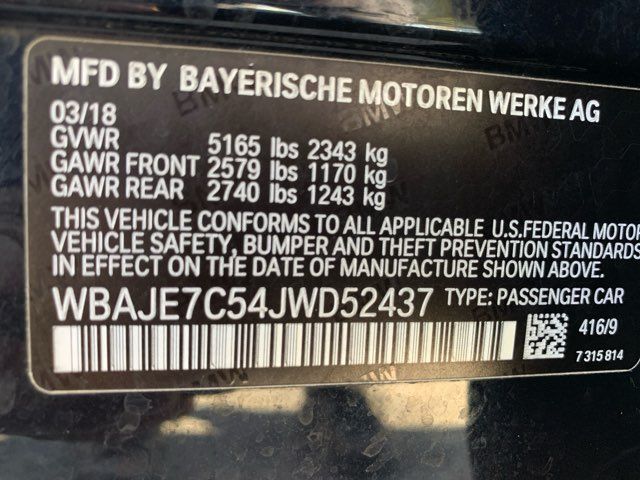 MFD BY BAYERISCHE MOTOREN WERKE AG
03/18
GVWR 5165 lbs 2343 kg
GAWR FRONT 2579 lbs 1170 kg
GAWR REAR 2740 lbs 1243 kg
THIS VEHICLE CONFORMS TO ALL APPLICABLE U.S.FEDERAL MOTOR
VEHICLE SAFETY, BUMPER AND THEFT PREVENTION STANDARDS
IN EFFECT ON THE DATE OF MANUFACTURE SHOWN ABOVE.
WBAJE7C54JWD52437 TYPE: PASSENGER CAR
416/9
7 315 814